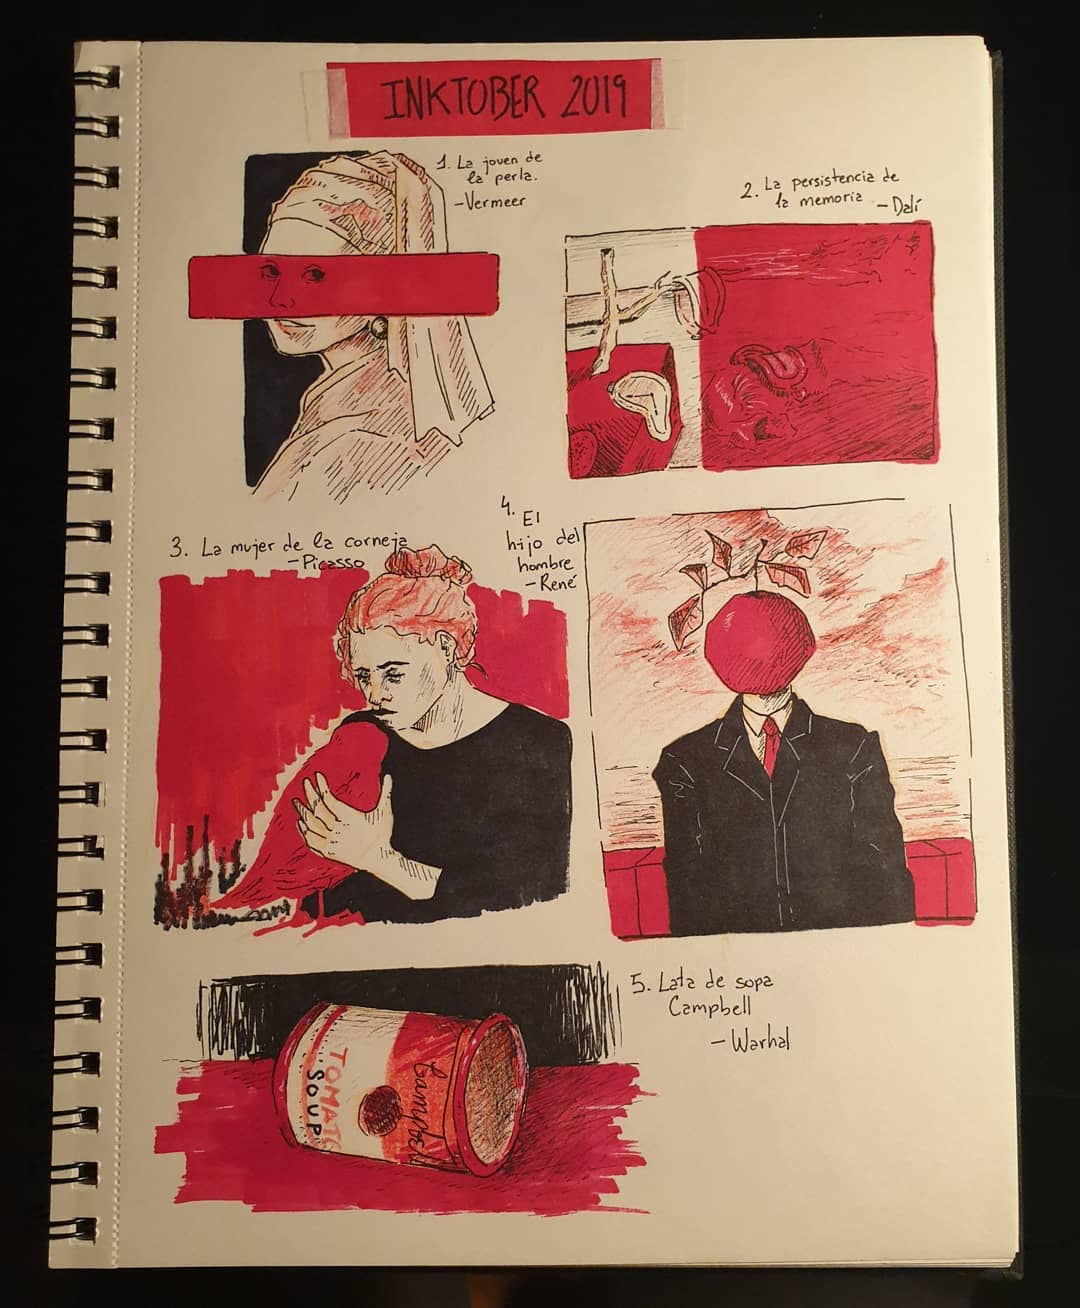 INKTOBER 2019
1. La joven de
la perla.
-Vermeer
2. La persistencia de
la memoria -Dalí
3. La mujer de la corneja
-Picasso
4.
El
hijo del
hombre
-René
5. Lata de sopa
Campbell
-Warhal
TOMATO
SOUP
Campbell